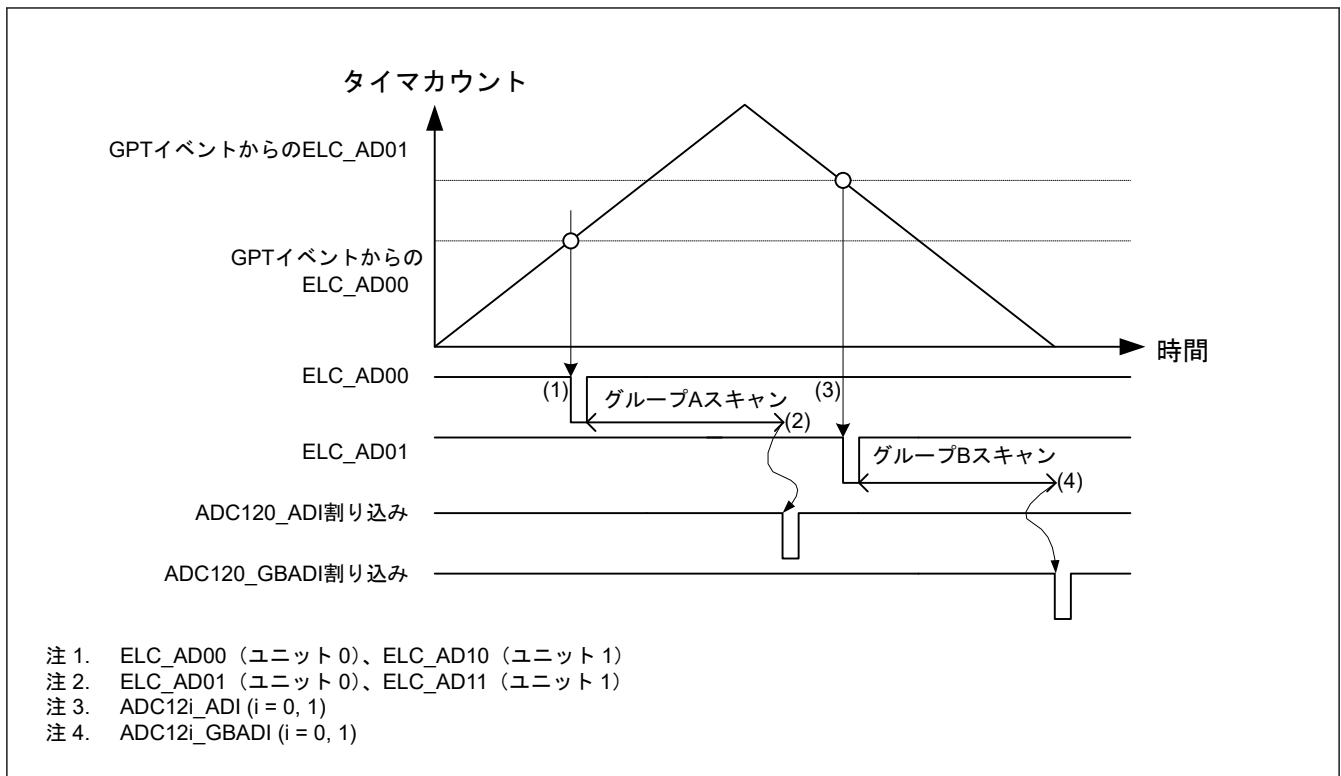 タイマカウント
GPTイベントからのELC_AD01
GPTイベントからの
ELC_AD00
時間
ELC_AD00
(1)
グループAスキャン
(2)
(3)
ELC_AD01
グループBスキャン
(4)
ADC120_ADI割り込み
ADC120_GBADI割り込み
注 1. ELC_AD00（ユニット 0）、ELC_AD10（ユニット 1）
注 2. ELC_AD01（ユニット 0）、ELC_AD11（ユニット 1）
注 3. ADC12i_ADI (i = 0, 1)
注 4. ADC12i_GBADI (i = 0, 1)